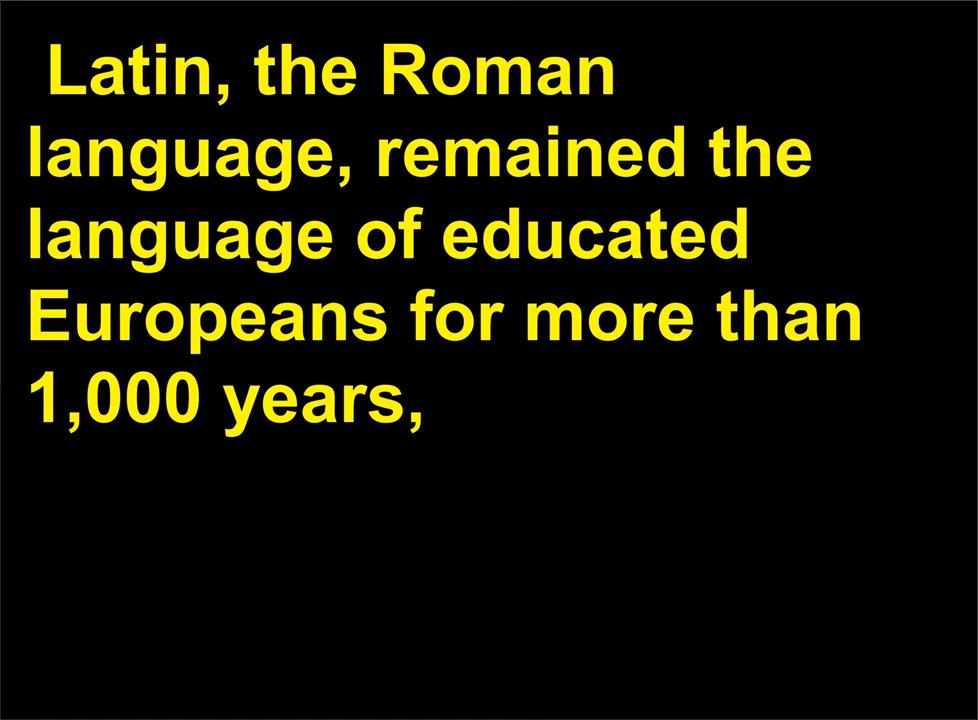 Latin, the Roman
language, remained the
language of educated
Europeans for more than
1,000 years,